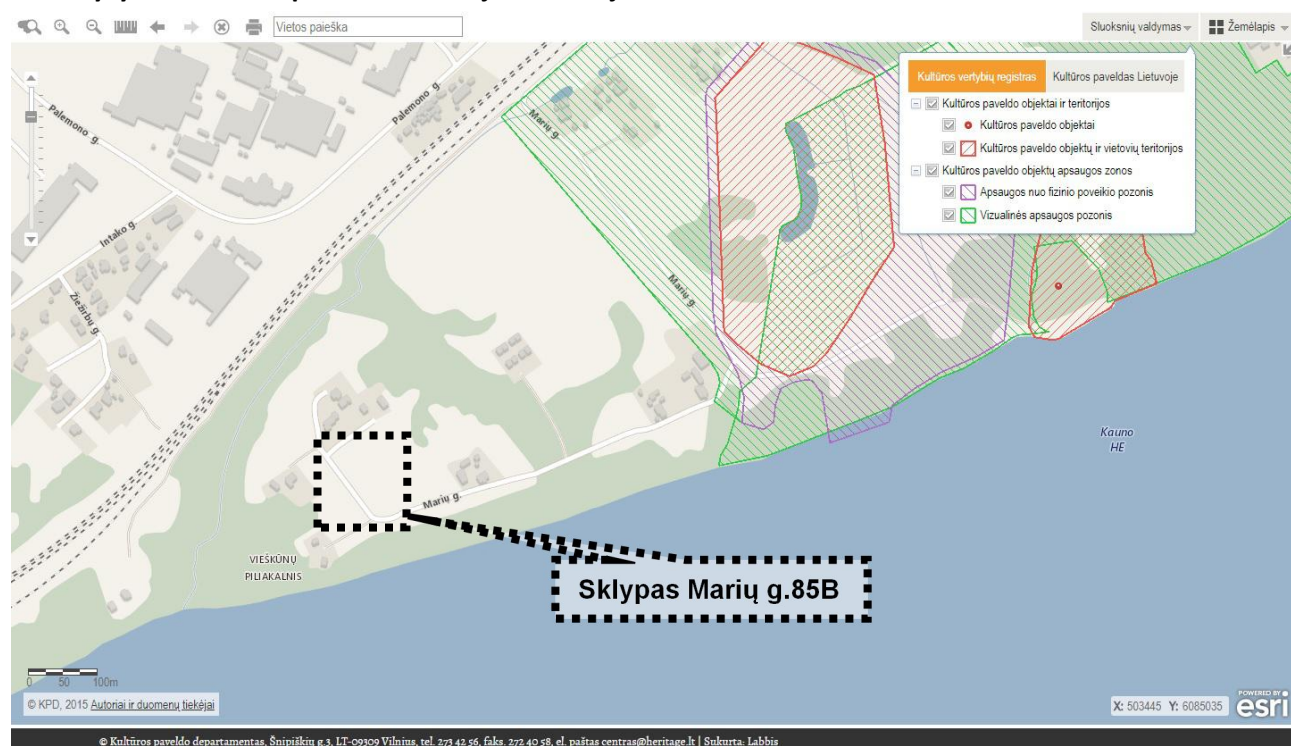 Vietos paieška
Sluoksnių valdymas
Žemėlapis
Kultūros vertybių registras
Kultūros paveldas Lietuvoje
Kultūros paveldo objektai ir teritorijos
Kultūros paveldo objektai
Kultūros paveldo objektų ir vietovių teritorijos
Kultūros paveldo objektų apsaugos zonos
Apsaugos nuo fizinio poveikio pozonis
Vizualinės apsaugos pozonis
Palemono g.
Palemono g.
Marių g.
Intako g.
Žiežirbų g.
Marių g.
Kauno
HE
Marių g.
VIEŠKŪNŲ
PILIAKALNIS
Sklypas Marių g.85B
0 50 100m
© KPD, 2015 Autoriai ir duomenų tiekėjai
X: 503445 Y: 6085035
POWERED BY
esri
© Kultūros paveldo departamentas, Šnipiškių g.3, LT-09309 Vilnius, tel. 273 42 56, faks. 272 40 58, el. paštas centras@heritage.lt | Sukurta: Labbis